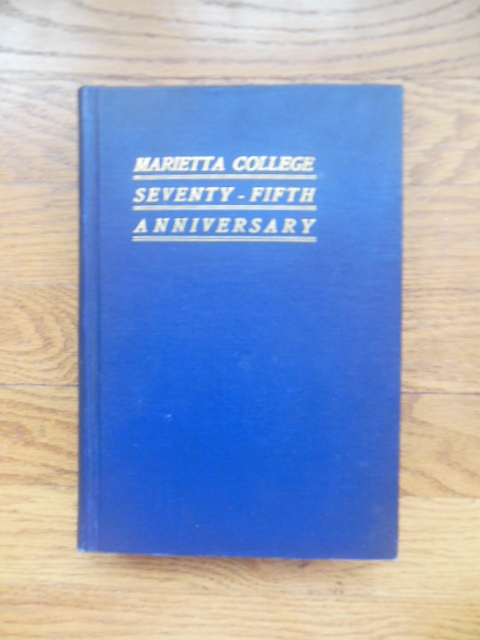 MARIETTA COLLEGE
SEVENTY - FIFTH
ANNIVERSARY